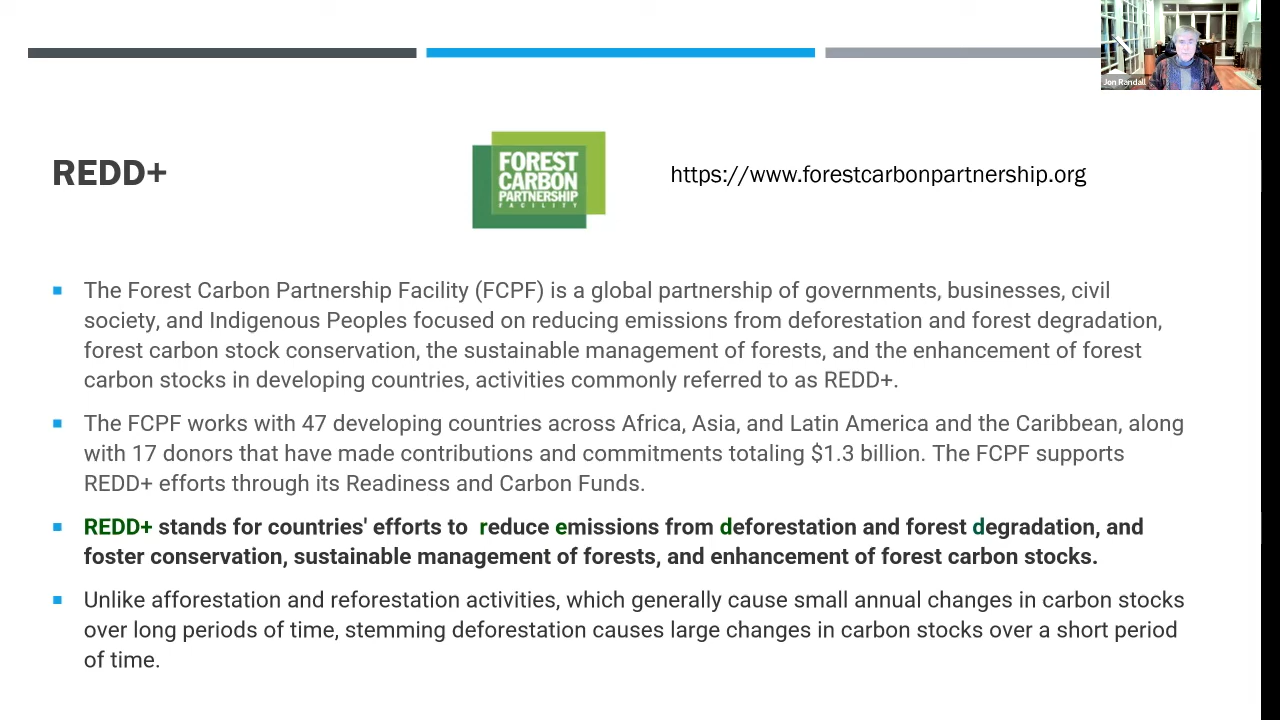 Jon Randall
REDD+
FOREST
CARBON
PARTNERSHIP
FACILITY
https://www.forestcarbonpartnership.org
The Forest Carbon Partnership Facility (FCPF) is a global partnership of governments, businesses, civil
society, and Indigenous Peoples focused on reducing emissions from deforestation and forest degradation,
forest carbon stock conservation, the sustainable management of forests, and the enhancement of forest
carbon stocks in developing countries, activities commonly referred to as REDD+.
The FCPF works with 47 developing countries across Africa, Asia, and Latin America and the Caribbean, along
with 17 donors that have made contributions and commitments totaling $1.3 billion. The FCPF supports
REDD+ efforts through its Readiness and Carbon Funds.
REDD+ stands for countries' efforts to reduce emissions from deforestation and forest degradation, and
foster conservation, sustainable management of forests, and enhancement of forest carbon stocks.
Unlike afforestation and reforestation activities, which generally cause small annual changes in carbon stocks
over long periods of time, stemming deforestation causes large changes in carbon stocks over a short period
of time.